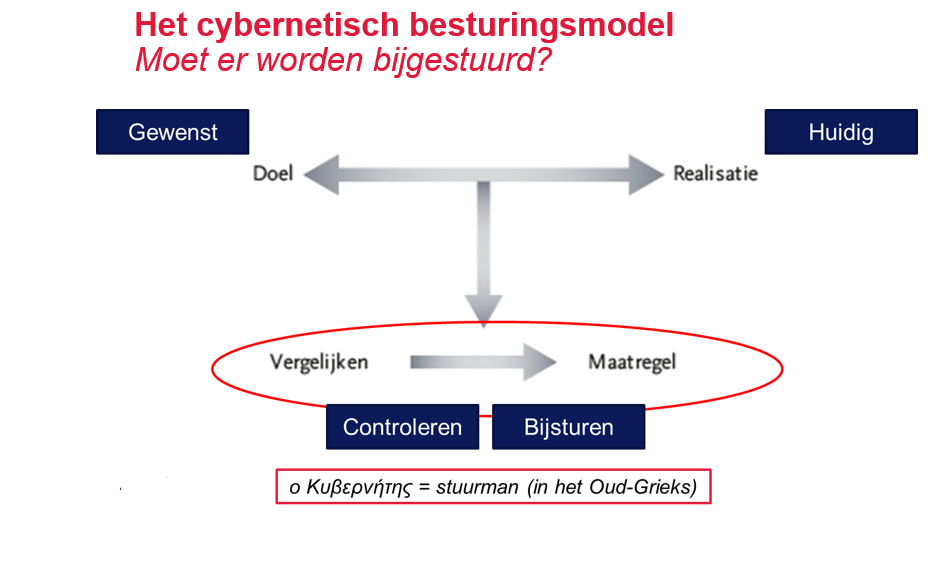 Het cybernetisch besturingsmodel
Moet er worden bijgestuurd?
Gewenst
Huidig
Doel
Realisatie
Vergelijken
Maatregel
Controleren
Bijsturen
ο Κυβερνήτης = stuurman (in het Oud-Grieks)